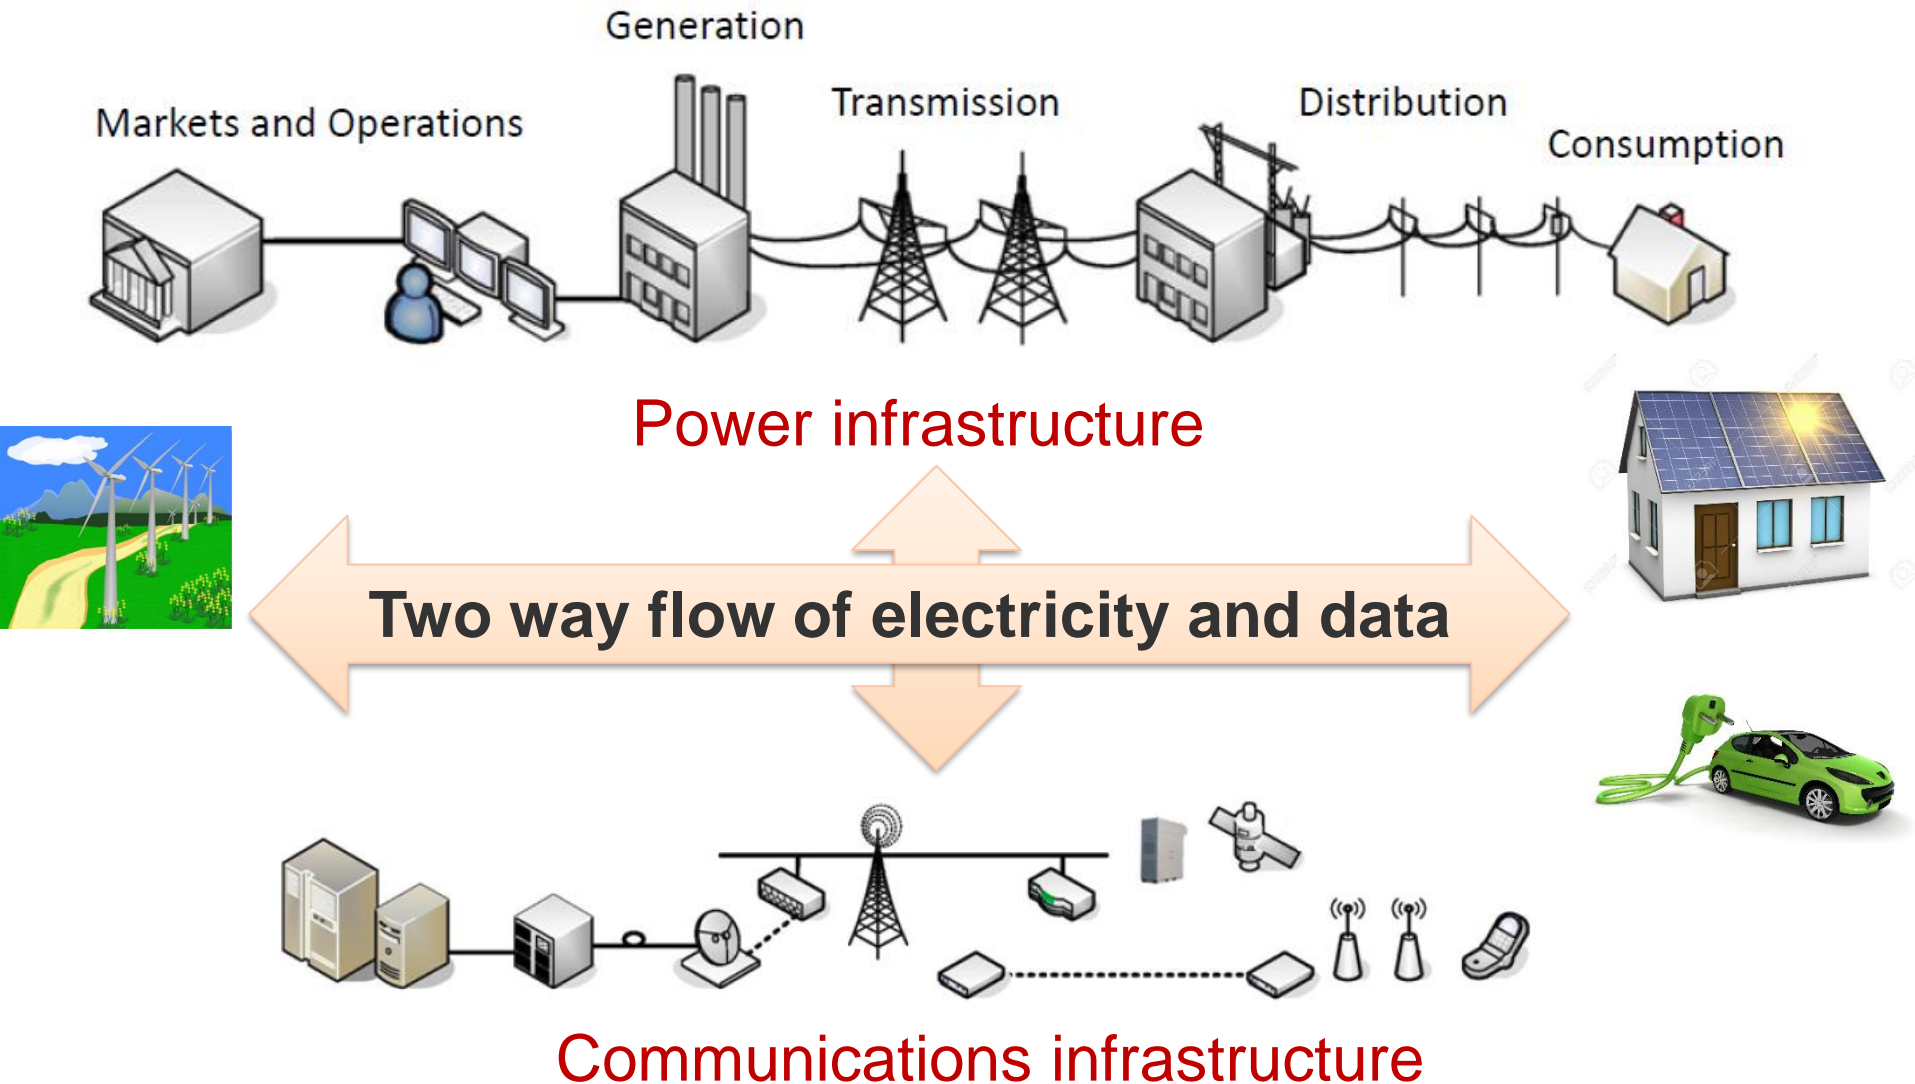 Generation
Markets and Operations
Transmission
Distribution
Consumption
Power infrastructure
Two way flow of electricity and data
Communications infrastructure